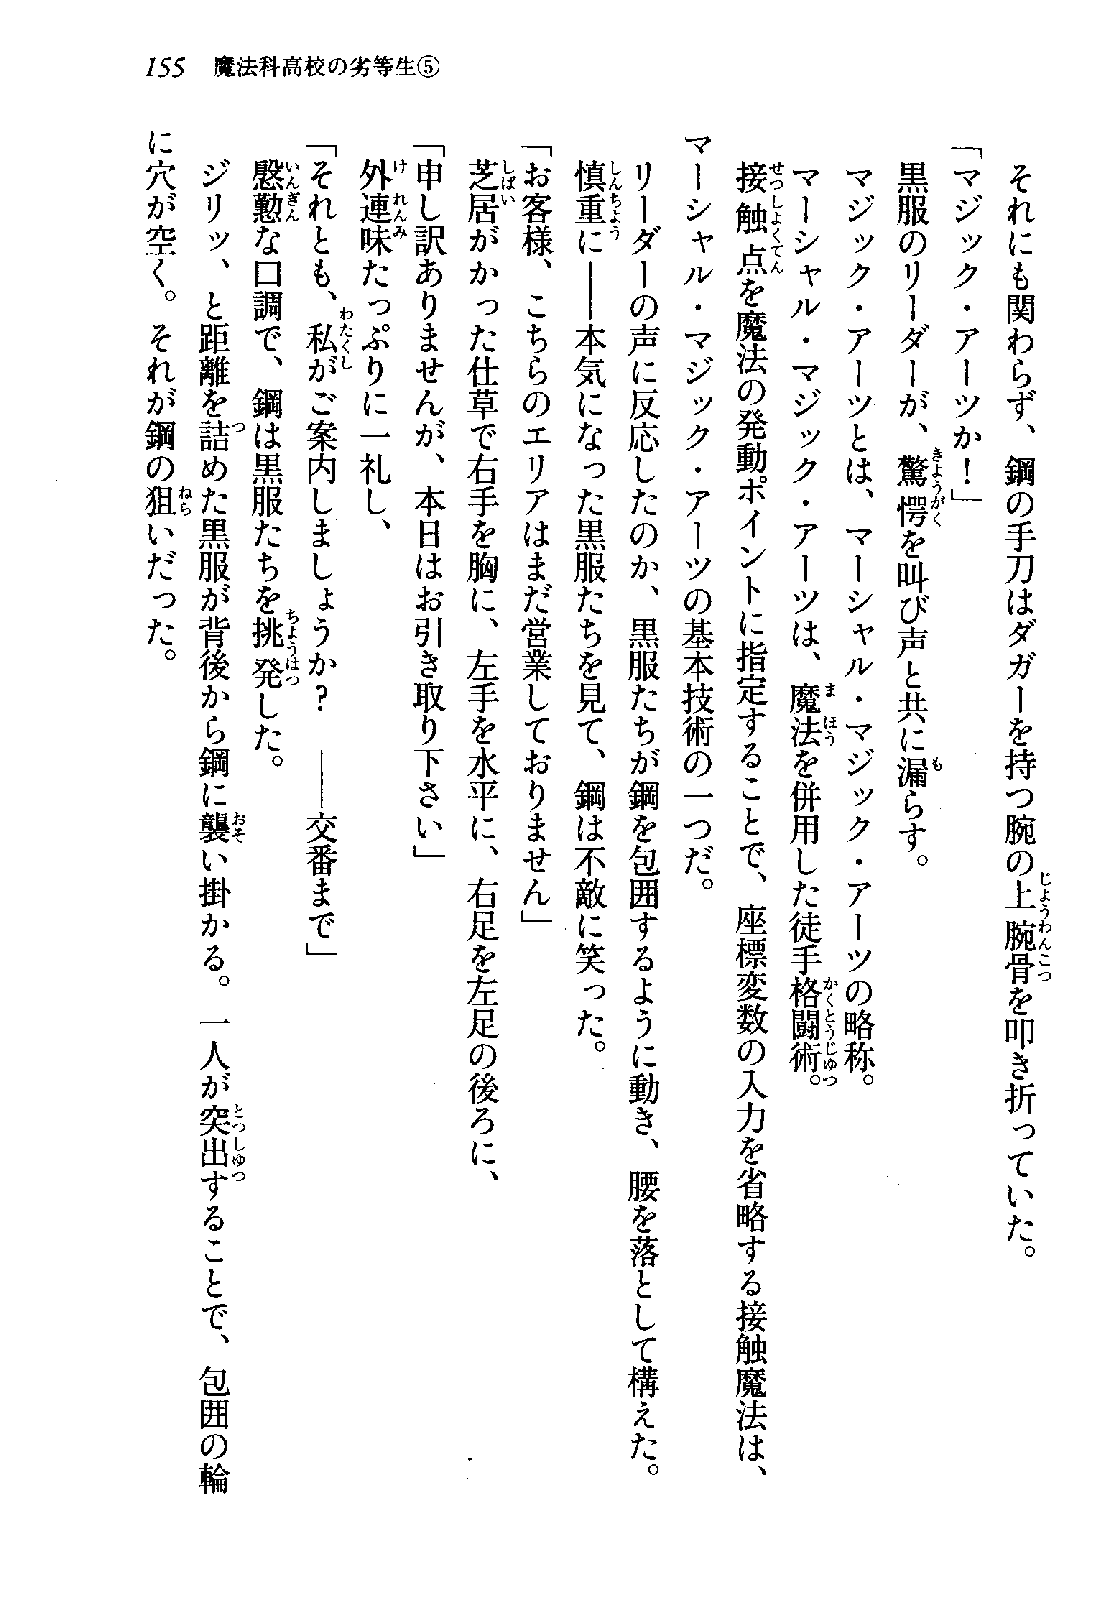 155 魔法科高校の劣等生⑤
それにも関わらず、鋼の手刀はダガーを持つ腕の上腕骨を叩き折っていた。
「マジック・アーツか！」
黒服のリーダーが、驚愕を叫び声と共に漏らす。
マジック・アーツとは、マーシャル・マジック・アーツの略称。
マーシャル・マジック・アーツは、魔法を併用した徒手格闘術。
接触点を魔法の発動ポイントに指定することで、座標変数の入力を省略する接触魔法は、
マーシャル・マジック・アーツの基本技術の一つだ。
リーダーの声に反応したのか、黒服たちが鋼を包囲するように動き、腰を落として構えた。
慎重に――本気になった黒服たちを見て、鋼は不敵に笑った。
「お客様、こちらのエリアはまだ営業しておりません」
芝居がかった仕草で右手を胸に、左手を水平に、右足を左足の後ろに、
「申し訳ありませんが、本日はお引き取り下さい」
外連味たっぷりに一礼し、
「それとも、私がご案内しましょうか？　――交番まで」
慇懃な口調で、鋼は黒服たちを挑発した。
ジリッ、と距離を詰めた黒服が背後から鋼に襲い掛かる。一人が突出することで、包囲の輪
に穴が空く。それが鋼の狙いだった。